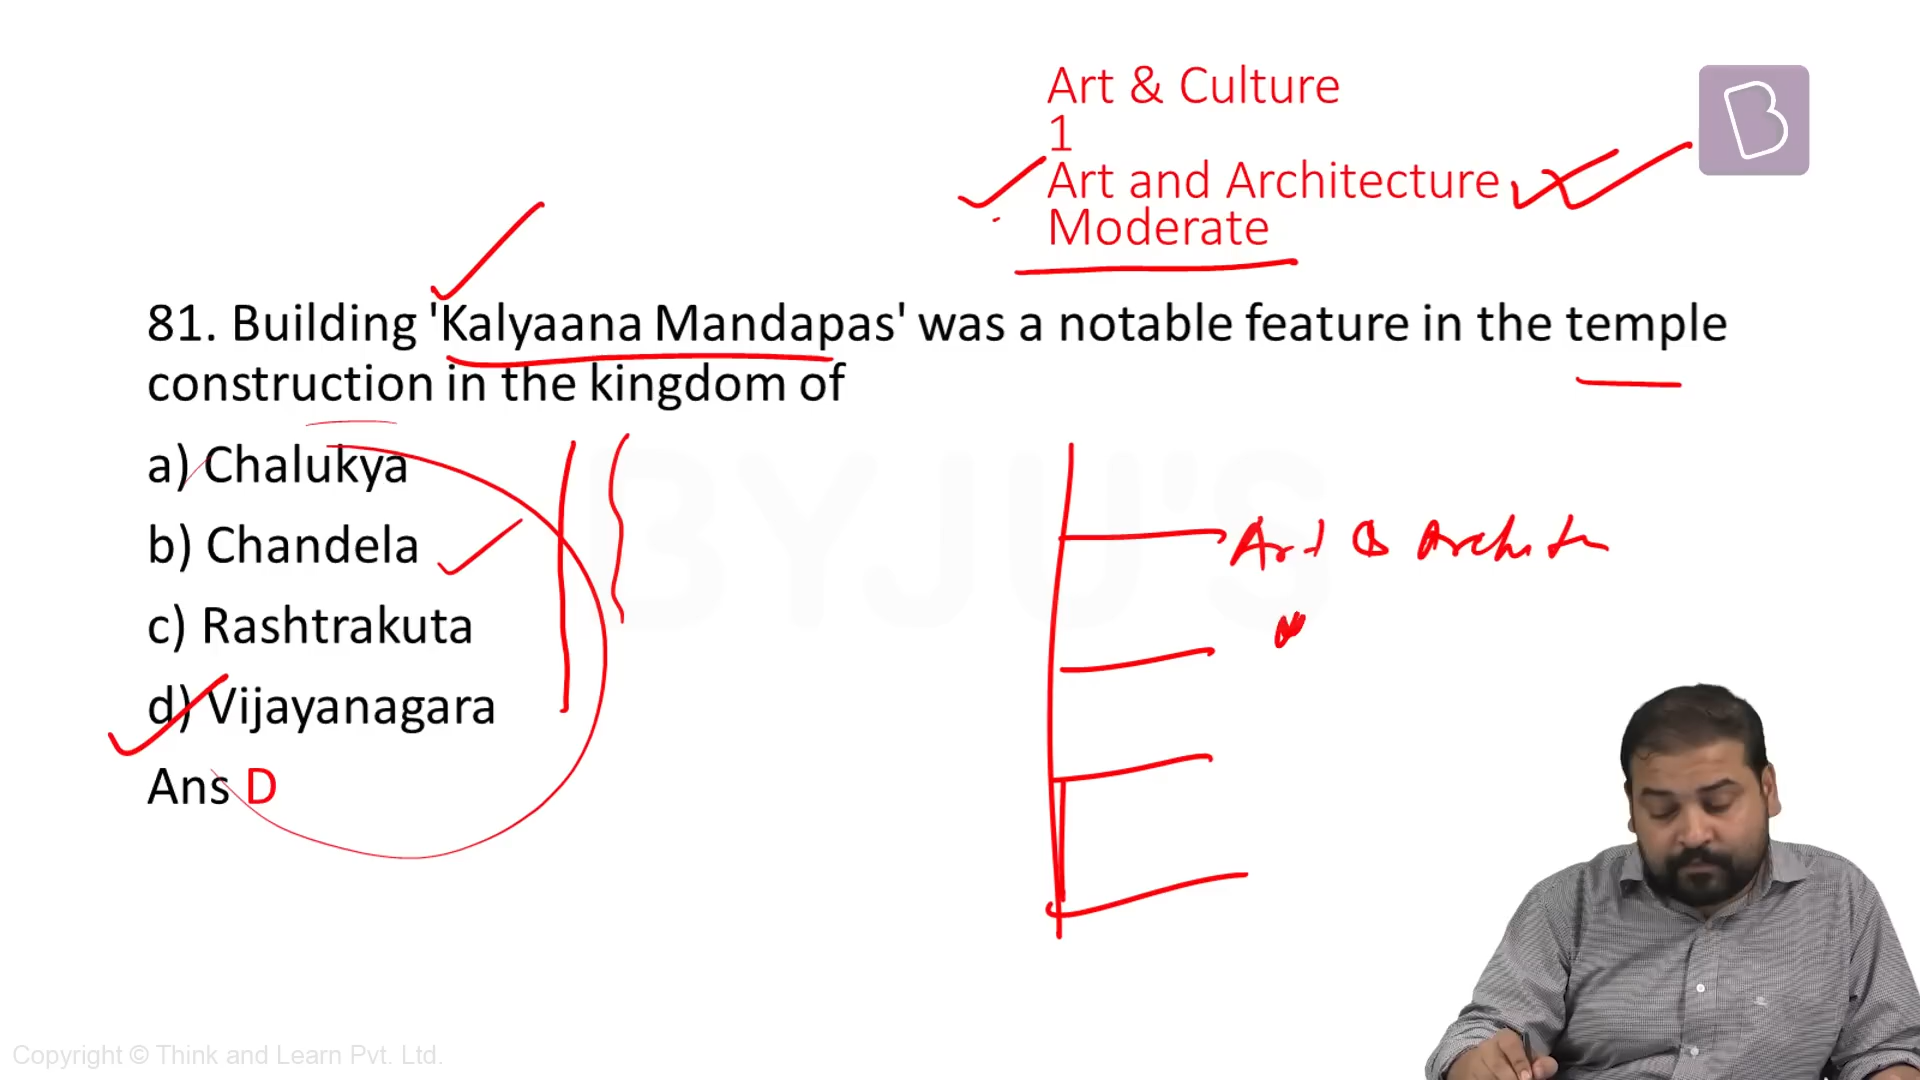 Art & Culture
1
Art and Architecture
Moderate
B
81. Building 'Kalyaana Mandapas' was a notable feature in the temple
construction in the kingdom of
a) Chalukya
b) Chandela
c) Rashtrakuta
d) Vijayanagara
Ans D
BYJU'S
Art &
Copyright © Think and Learn Pvt. Ltd.